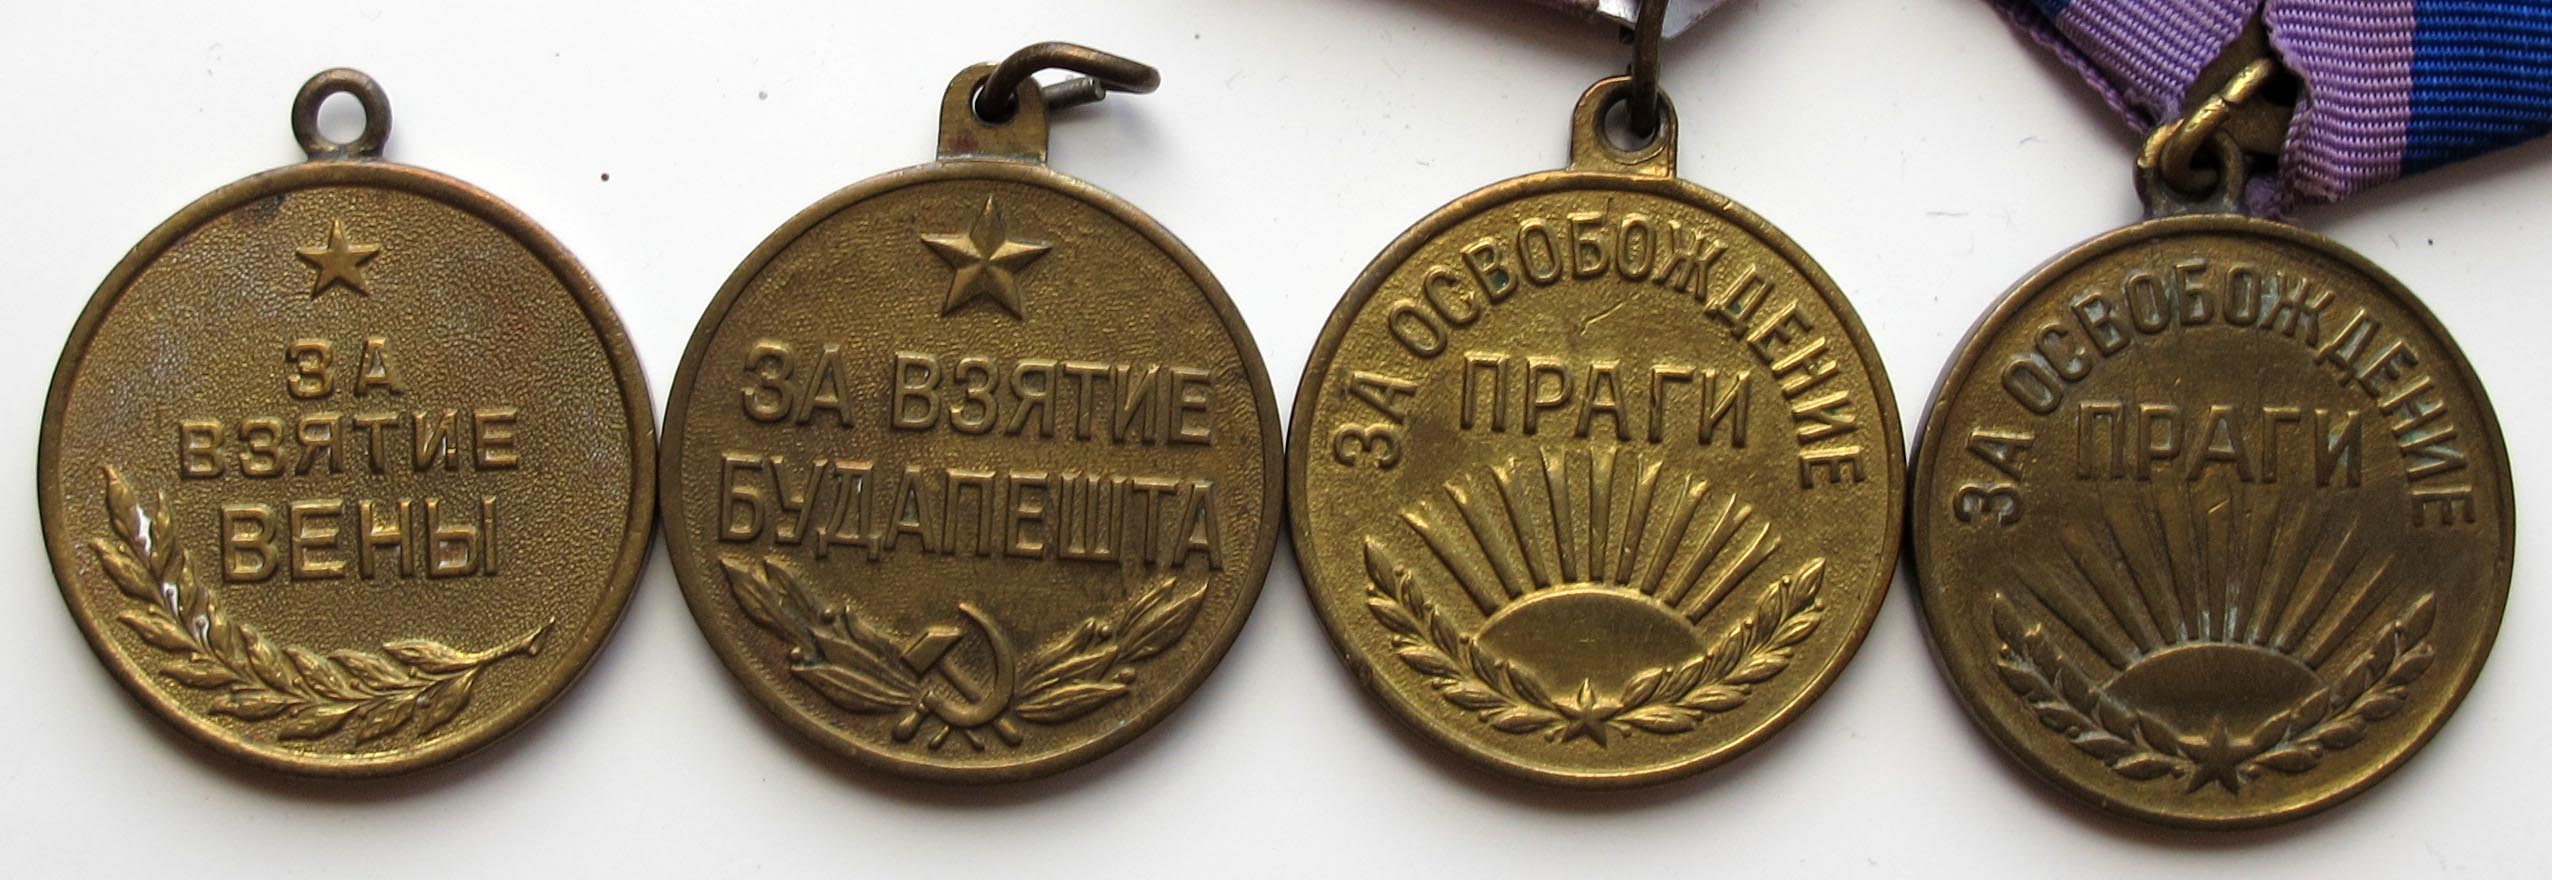 ЗА
ВЗЯТИЕ
ВЕНЫ
ЗА ВЗЯТИЕ
БУДАПЕШТА
ЗА ОСВОБОЖДЕНИЕ
ПРАГИ
ЗА ОСВОБОЖДЕНИЕ
ПРАГИ